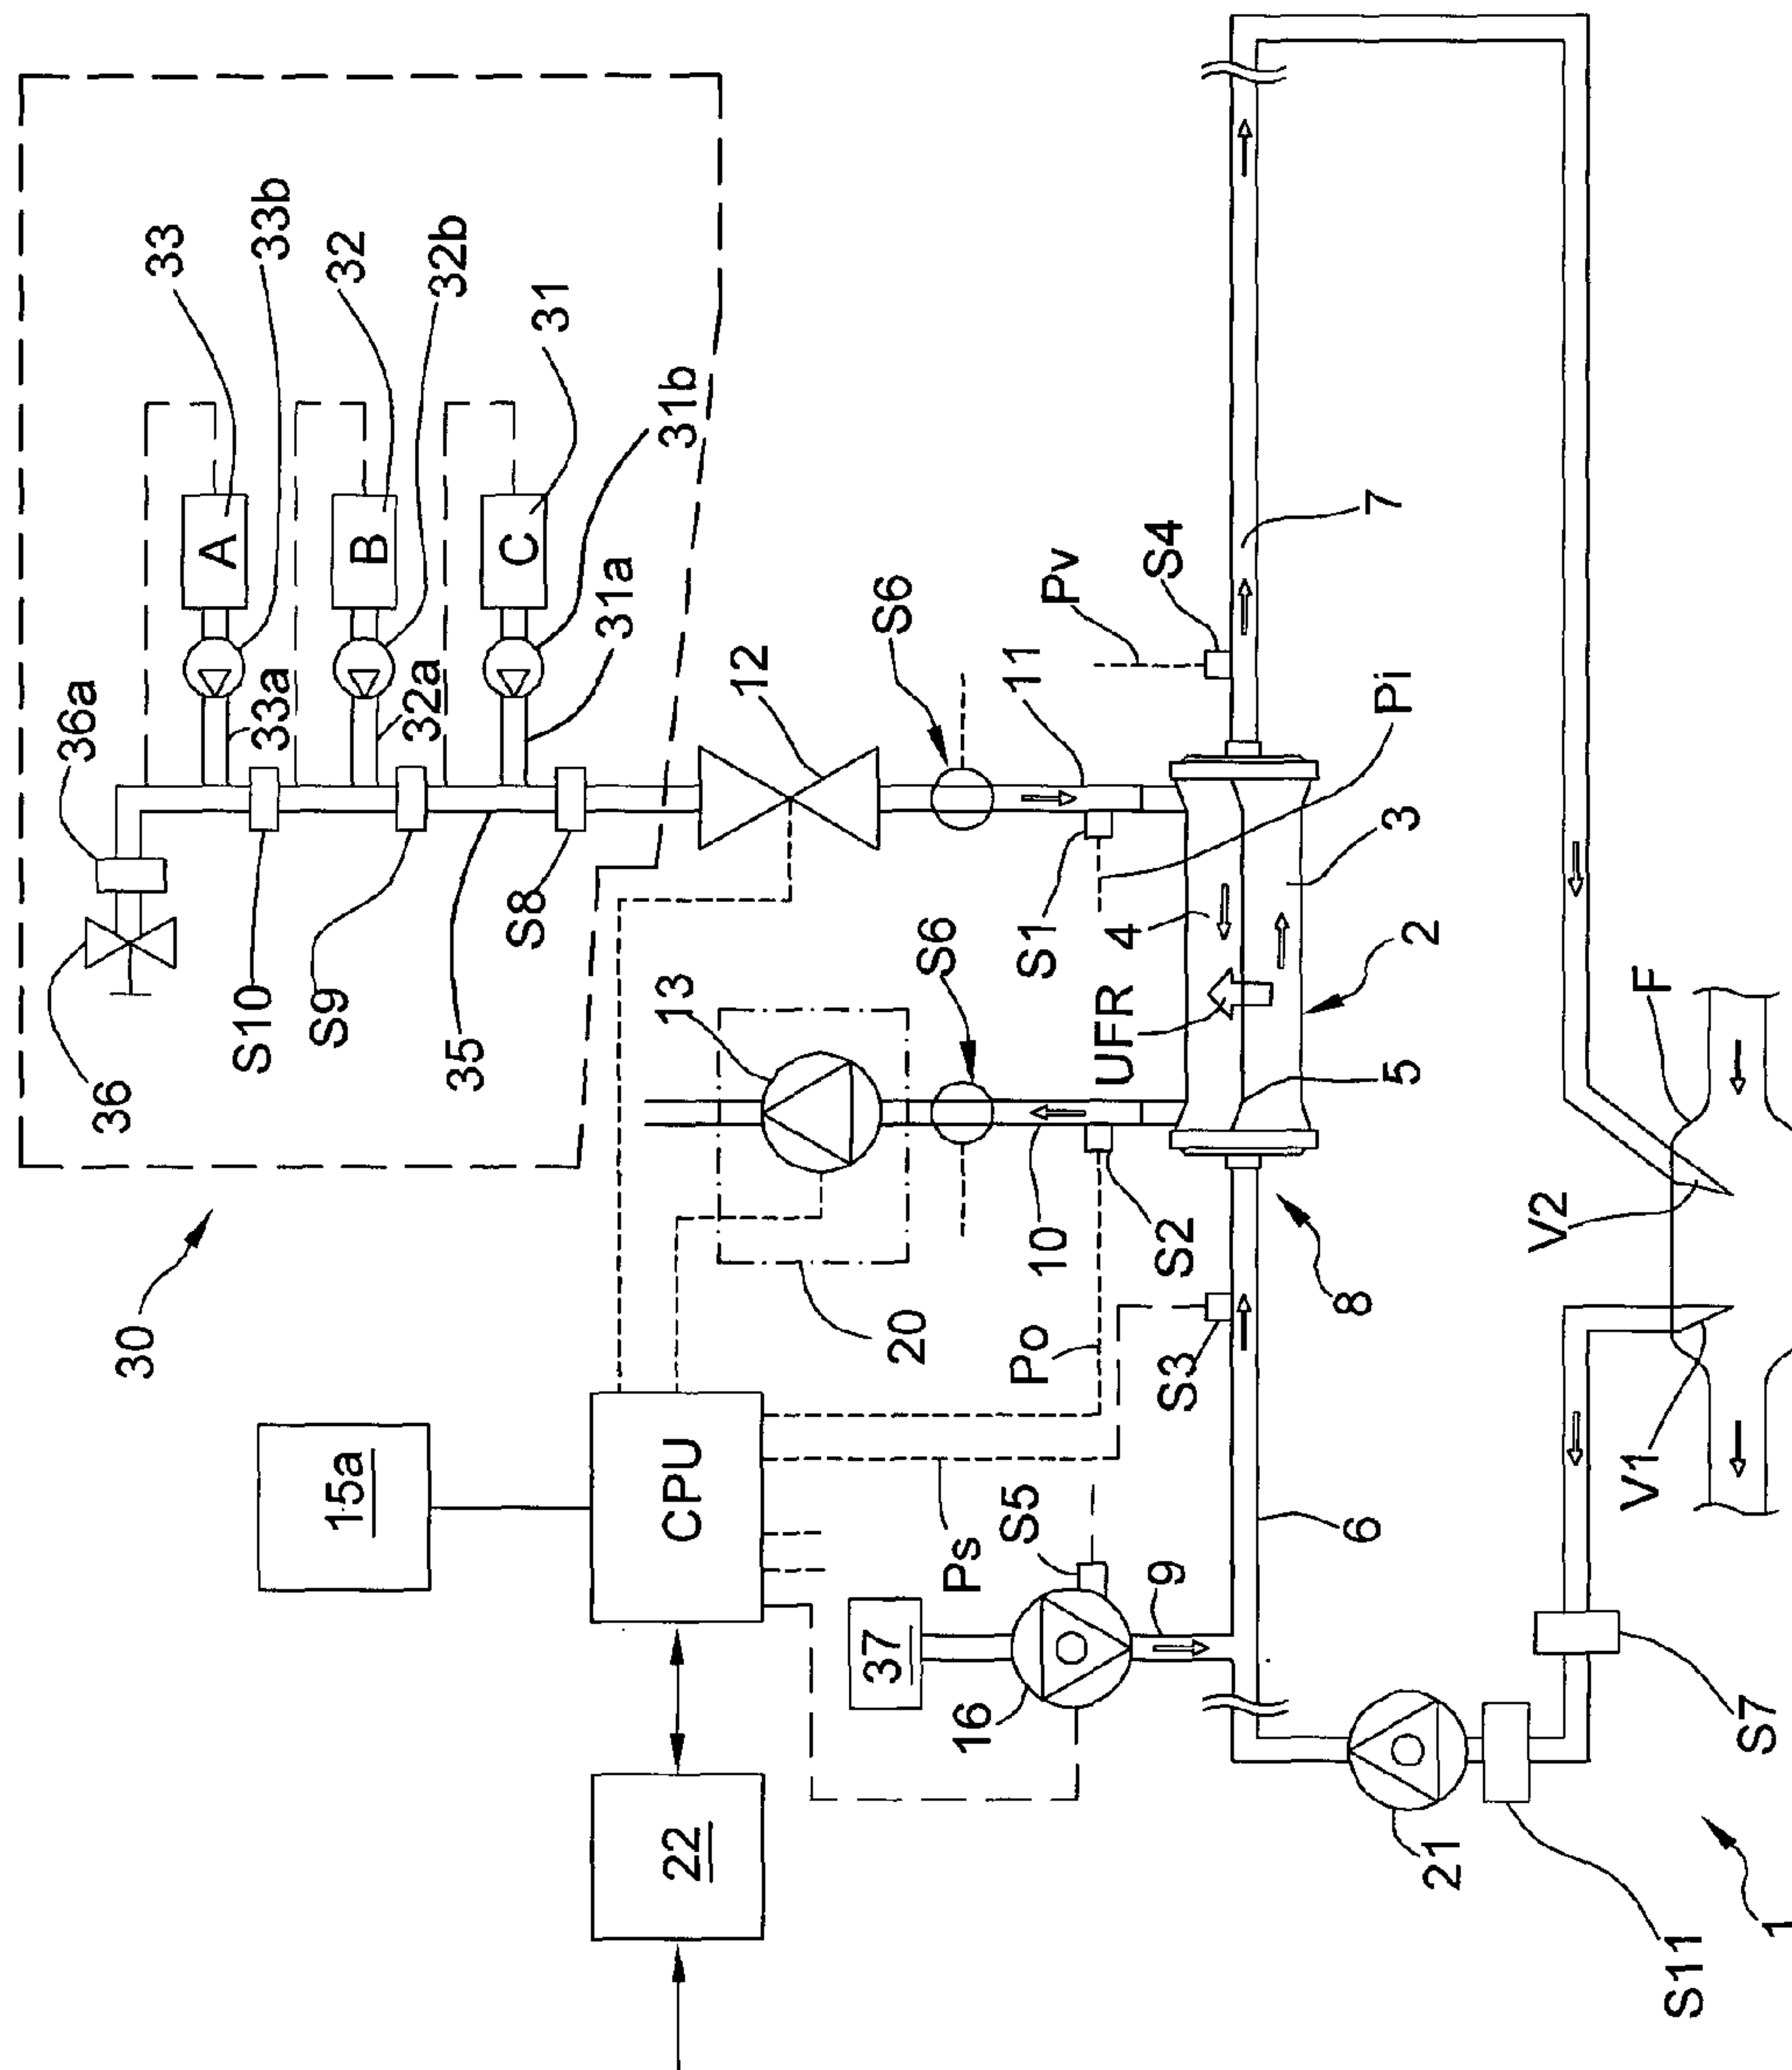 30
36
36a
S10
33a
A
33
33b
S9
32a
B
32
32b
35
S8
31a
C
31
31b
12
S6
11
S1
Pi
Pv
S4
7
13
20
S6
10
S2
UFR
4
3
2
5
8
15a
CPU
22
Po
Ps
S3
37
S5
16
9
6
21
S11
S7
V1
V2
F
1